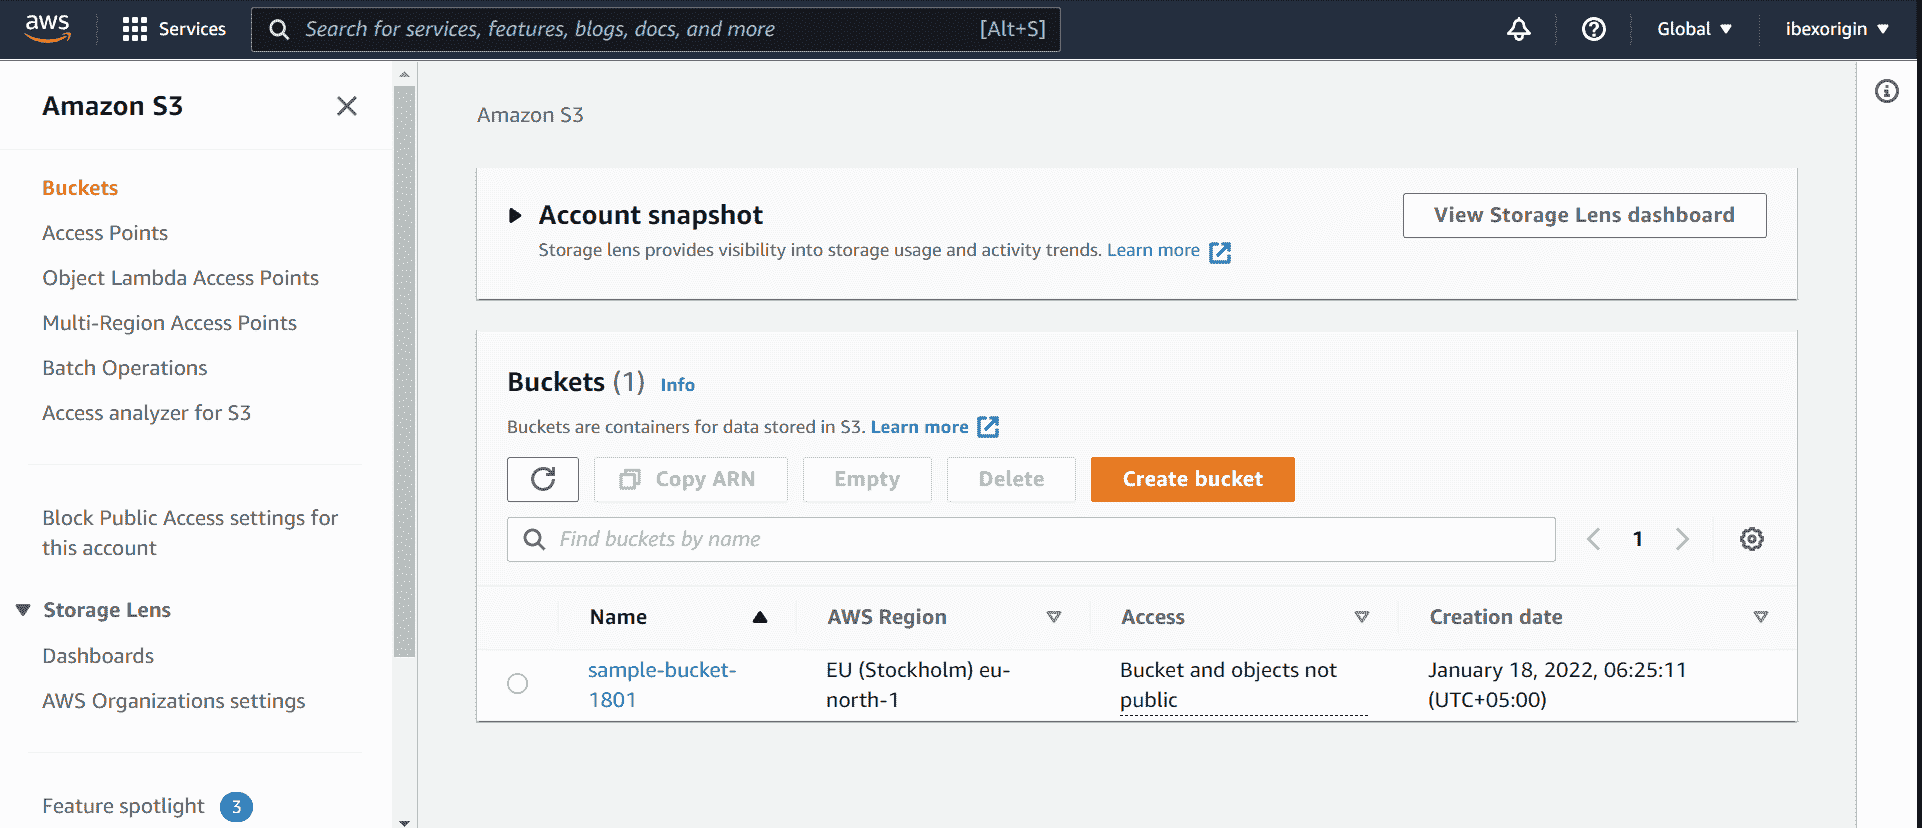 aws
Services
Search for services, features, blogs, docs, and more [Alt+S]
Global
ibexorigin
Amazon S3
Buckets
Access Points
Object Lambda Access Points
Multi-Region Access Points
Batch Operations
Access analyzer for S3
Block Public Access settings for
this account
Storage Lens
Dashboards
AWS Organizations settings
Feature spotlight 3
Amazon S3
Account snapshot
Storage lens provides visibility into storage usage and activity trends. Learn more
View Storage Lens dashboard
Buckets (1) Info
Buckets are containers for data stored in S3. Learn more
Copy ARN Empty Delete Create bucket
Find buckets by name
1
Name AWS Region Access Creation date
sample-bucket- EU (Stockholm) eu- Bucket and objects not January 18, 2022, 06:25:11
1801 north-1 public (UTC+05:00)